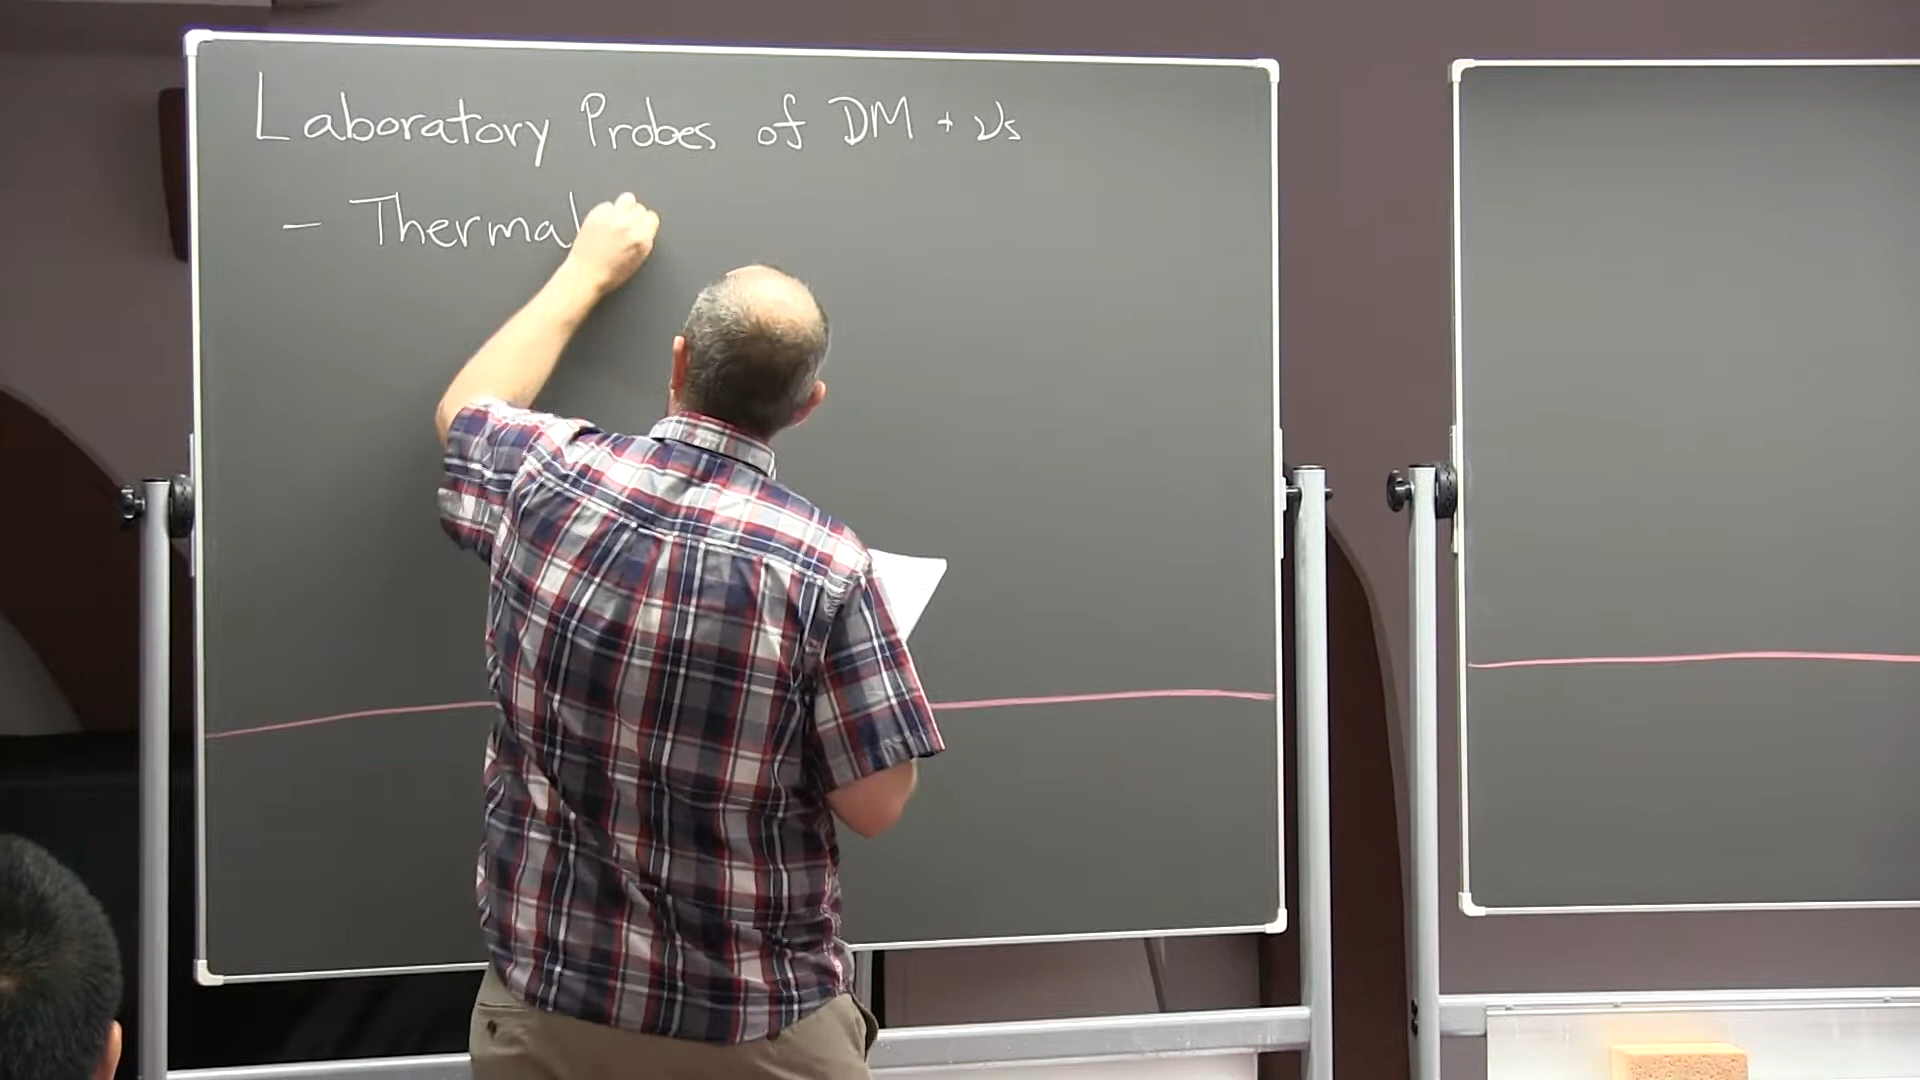 Laboratory Probes of DM + νs
- Thermal